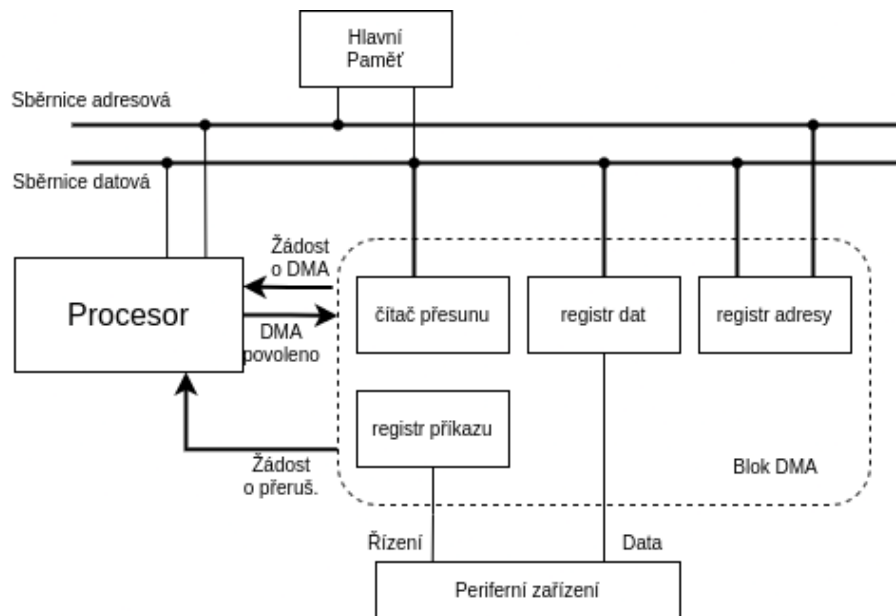 Hlavní
Paměť
Sběrnice adresová
Sběrnice datová
Žádost
o DMA
Procesor
DMA
povoleno
čítač přesunu
registr dat
registr adresy
registr příkazu
Žádost
o přeruš.
Blok DMA
Řízení
Data
Periferní zařízení